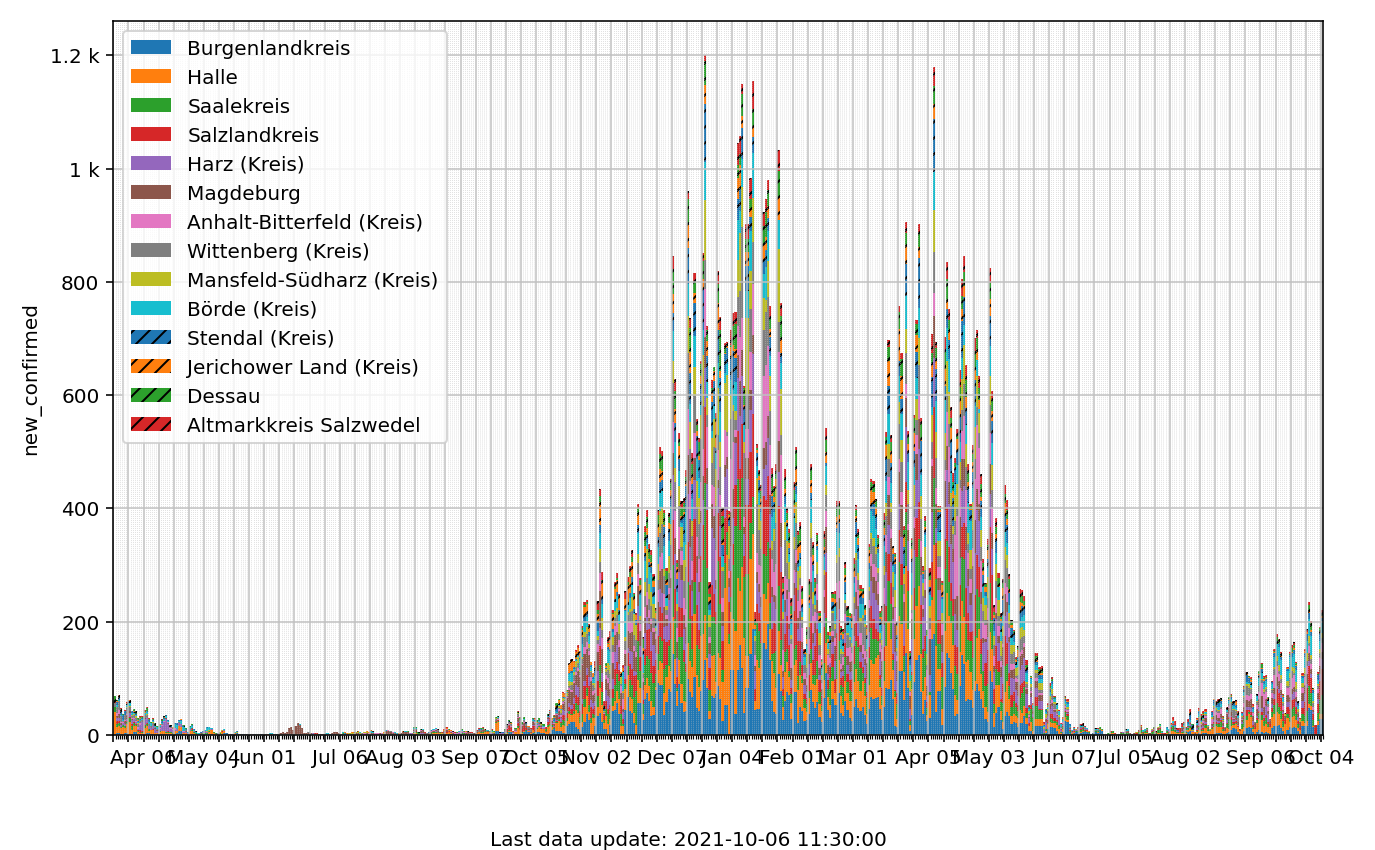 new_confirmed
1.2 k
1 k
800
600
400
200
0
Burgenlandkreis
Halle
Saalekreis
Salzlandkreis
Harz (Kreis)
Magdeburg
Anhalt-Bitterfeld (Kreis)
Wittenberg (Kreis)
Mansfeld-Südharz (Kreis)
Börde (Kreis)
Stendal (Kreis)
Jerichower Land (Kreis)
Dessau
Altmarkkreis Salzwedel
Apr 06 May 04 Jun 01 Jul 06 Aug 03 Sep 07 Oct 05 Nov 02 Dec 07 Jan 04 Feb 01 Mar 01 Apr 05 May 03 Jun 07 Jul 05 Aug 02 Sep 06 Oct 04
Last data update: 2021-10-06 11:30:00